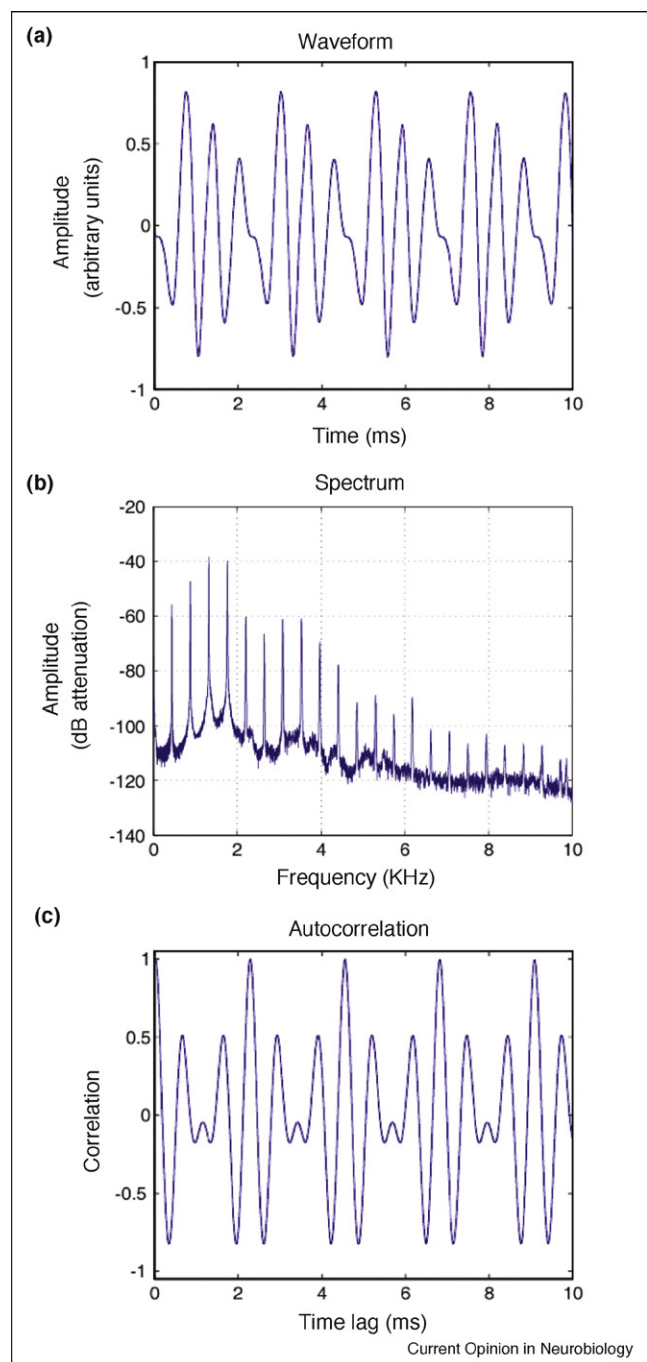 (a)
Waveform
1
0.5
0
-0.5
-1
Amplitude
(arbitrary units)
0 2 4 6 8 10
Time (ms)
(b)
Spectrum
-20
-40
-60
-80
-100
-120
-140
Amplitude
(dB attenuation)
0 2 4 6 8 10
Frequency (KHz)
(c)
Autocorrelation
1
0.5
0
-0.5
-1
Correlation
0 2 4 6 8 10
Time lag (ms)
Current Opinion in Neurobiology